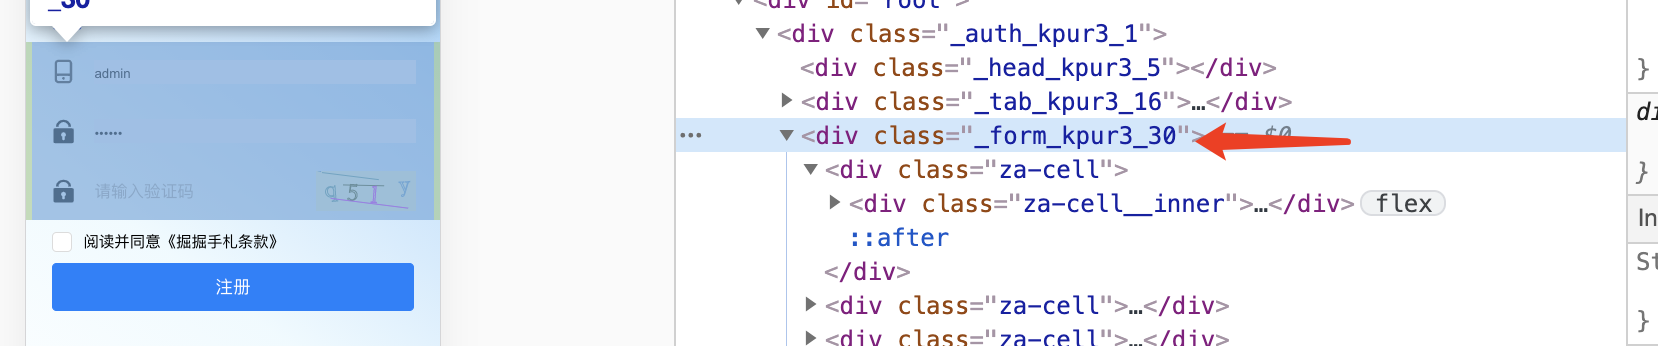 _30
admin
••••••
请输入验证码
q 5 1 y
阅读并同意《掘掘手札条款》
注册
<div id="root">
▼<div class="_auth_kpur3_1">
<div class="_head_kpur3_5"></div>
▶<div class="_tab_kpur3_16">…</div>
••• ▼<div class="_form_kpur3_30"> == $0
▼<div class="za-cell">
▶<div class="za-cell__inner">…</div> flex
::after
</div>
▶<div class="za-cell">…</div>
▶<div class="za-cell">…</div>
}
di
}
In
St
}